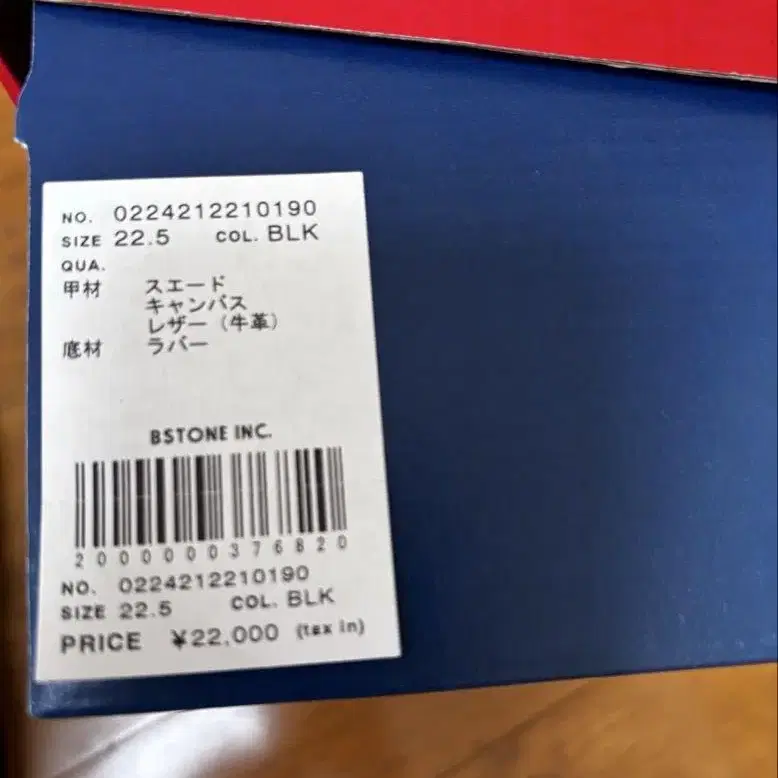 NO. 0224212210190
SIZE 22.5 COL. BLK
QUA.
甲材 スエード
キャンバス
レザー（牛革）
底材 ラバー
BSTONE INC.
2000000376820
NO. 0224212210190
SIZE 22.5 COL. BLK
PRICE ¥22,000 (tax in)